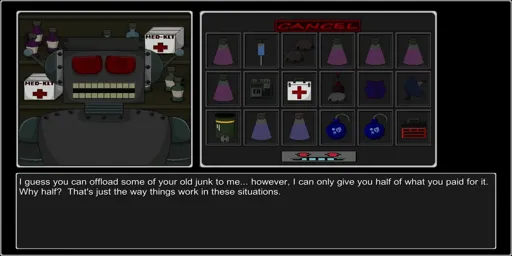 CANCEL
MED-KIT
MED-KIT
I guess you can offload some of your old junk to me... however, I can only give you half of what you paid for it.
Why half?  That's just the way things work in these situations.